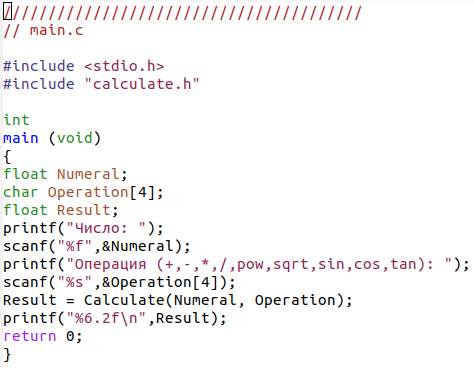 ////////////////////////////////////////
// main.c
#include <stdio.h>
#include "calculate.h"
int
main (void)
{
float Numeral;
char Operation[4];
float Result;
printf("Число: ");
scanf("%f",&Numeral);
printf("Операция (+,-,*,/,pow,sqrt,sin,cos,tan): ");
scanf("%s",&Operation[4]);
Result = Calculate(Numeral, Operation);
printf("%6.2f\n",Result);
return 0;
}